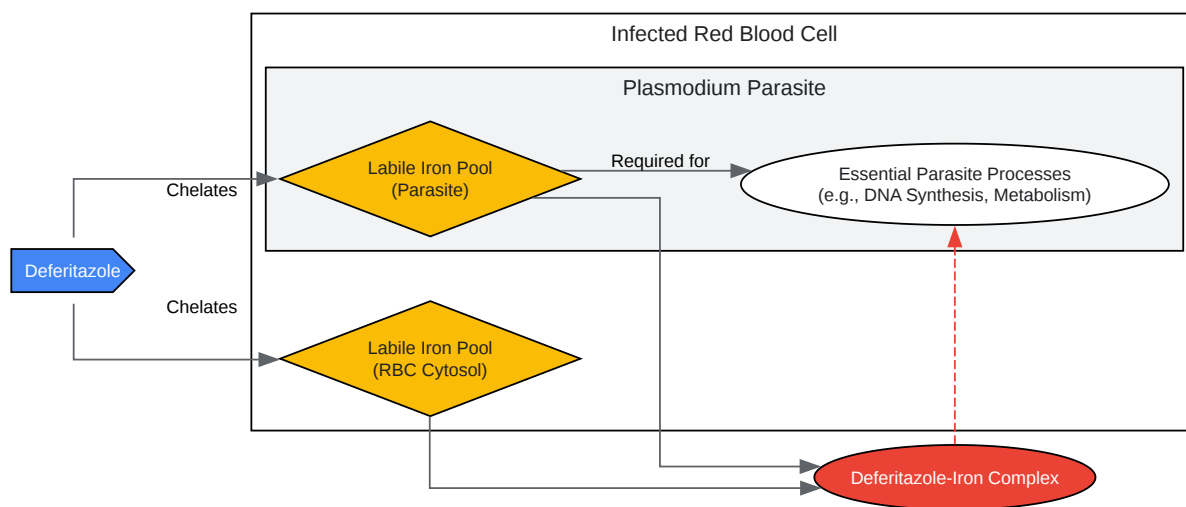 Infected Red Blood Cell
Plasmodium Parasite
Labile Iron Pool
(Parasite)
Required for
Essential Parasite Processes
(e.g., DNA Synthesis, Metabolism)
Chelates
Deferitazole
Chelates
Labile Iron Pool
(RBC Cytosol)
Deferitazole-Iron Complex